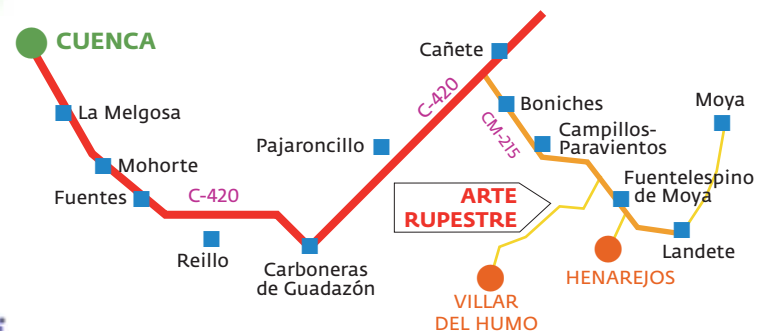 CUENCA
Cañete
La Melgosa
C-420
Boniches
Moya
CM-215
Campillos-
Paravientos
Pajaroncillo
Mohorte
Fuentelespino
de Moya
Fuentes
C-420
ARTE
RUPESTRE
Reillo
Carboneras
de Guadazón
Landete
HENAREJOS
VILLAR
DEL HUMO